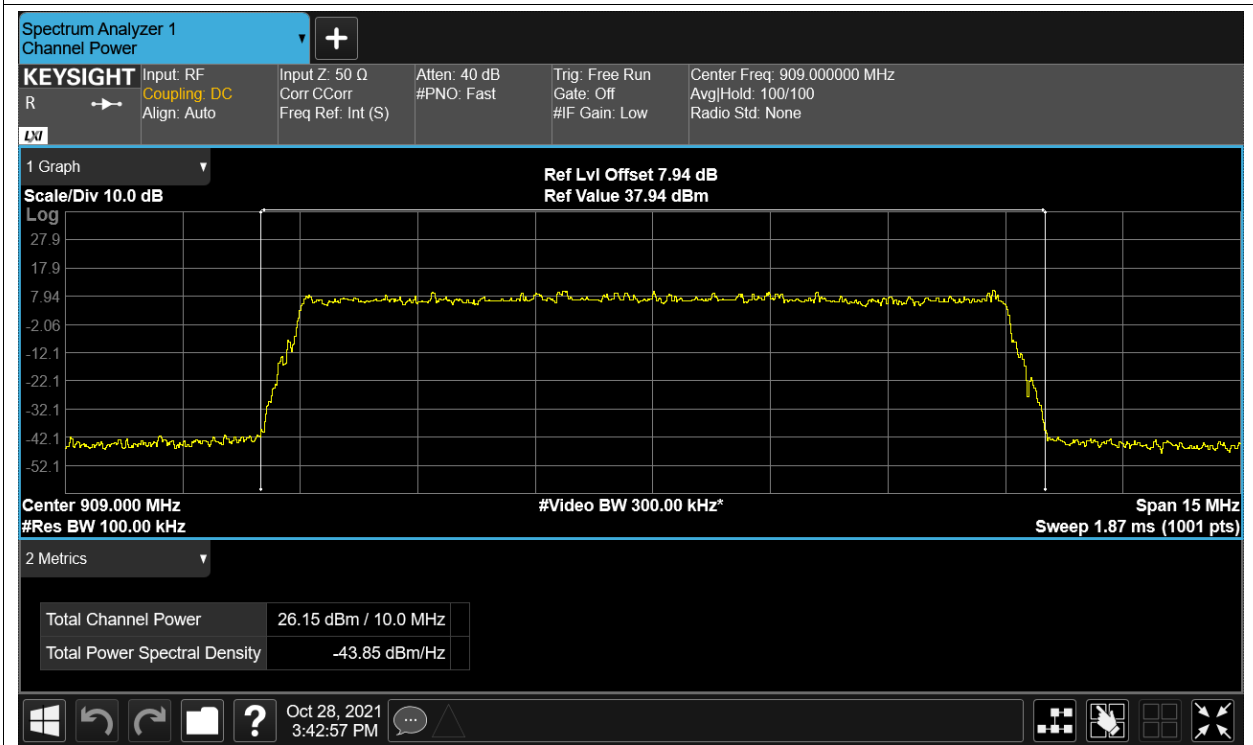 Spectrum Analyzer 1
Channel Power
KEYSIGHT Input: RF Input Z: 50 Ω Atten: 40 dB Trig: Free Run Center Freq: 909.000000 MHz
R Coupling: DC Corr CCorr #PNO: Fast Gate: Off Avg|Hold: 100/100
Align: Auto Freq Ref: Int (S) #IF Gain: Low Radio Std: None
LXI
1 Graph Ref Lvl Offset 7.94 dB
Scale/Div 10.0 dB Ref Value 37.94 dBm
Log
27.9
17.9
7.94
-2.06
-12.1
-22.1
-32.1
-42.1
-52.1
Center 909.000 MHz #Video BW 300.00 kHz* Span 15 MHz
#Res BW 100.00 kHz Sweep 1.87 ms (1001 pts)
2 Metrics
Total Channel Power 26.15 dBm / 10.0 MHz
Total Power Spectral Density -43.85 dBm/Hz
? Oct 28, 2021
3:42:57 PM